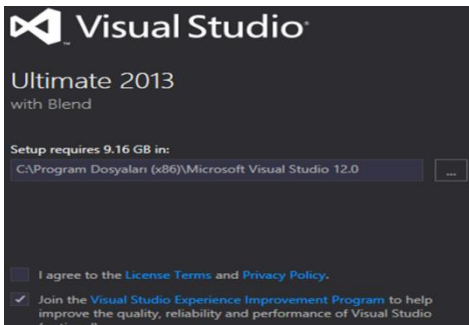 Visual Studio
Ultimate 2013
with Blend
Setup requires 9.16 GB in:
C:\Program Dosyaları (x86)\Microsoft Visual Studio 12.0
...
I agree to the License Terms and Privacy Policy.
Join the Visual Studio Experience Improvement Program to help
improve the quality, reliability and performance of Visual Studio